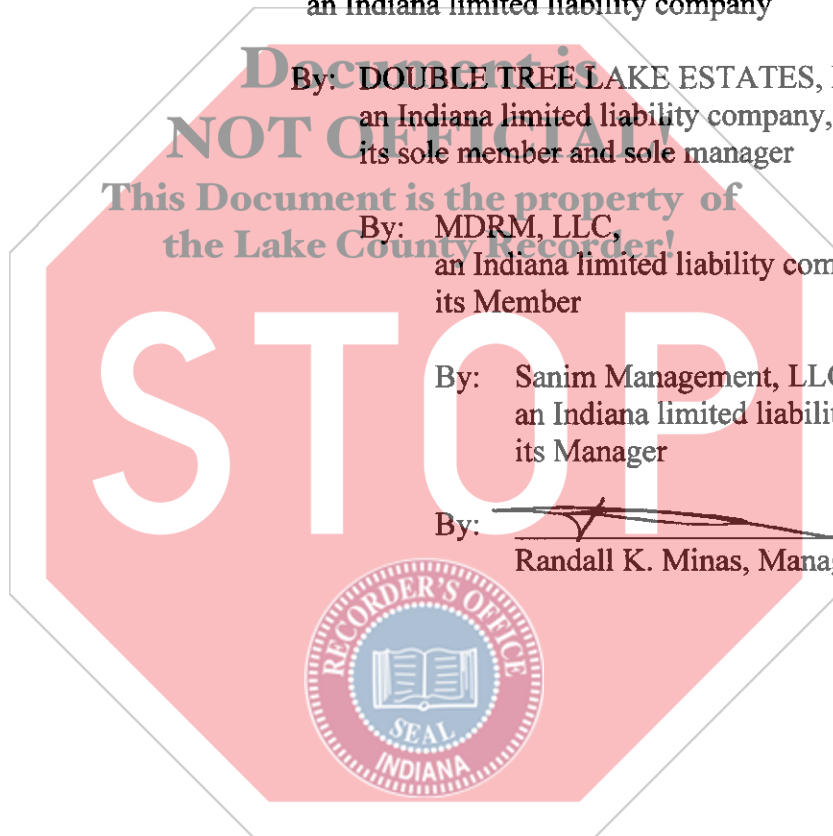 an Indiana limited liability company
Document is
By: DOUBLE TREE LAKE ESTATES,
an Indiana limited liability company,
NOT OFFICIAL!
its sole member and sole manager
This Document is the property of
By: MDRM, LLC,
the Lake County Recorder!
an Indiana limited liability com
its Member
STOP
By: Sanim Management, LLC
an Indiana limited liabilit
its Manager
By:
Randall K. Minas, Mana
RECORDER'S OFFICE
SEAL
INDIANA